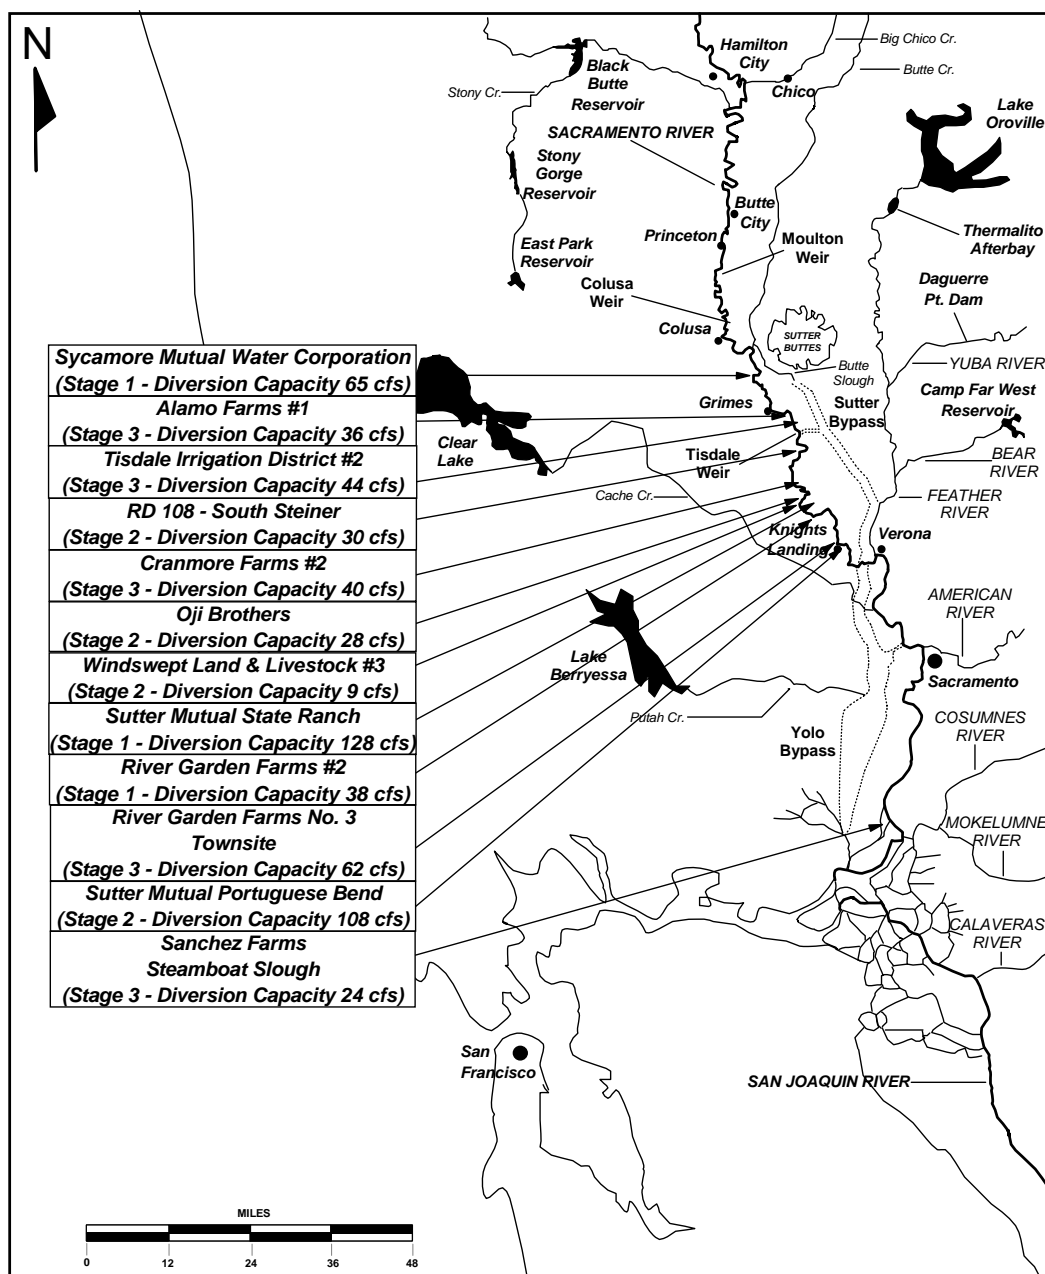 N
Hamilton
City
Big Chico Cr.
Butte Cr.
Black
Butte
Reservoir
Stony Cr.
Chico
Lake
Oroville
SACRAMENTO RIVER
Stony
Gorge
Reservoir
Butte
City
Princeton
Moulton
Weir
Thermalito
Afterbay
East Park
Reservoir
Colusa
Weir
Daguerre
Pt. Dam
Colusa
SUTTER
BUTTES
YUBA RIVER
Butte
Slough
Camp Far West
Reservoir
Grimes
Sutter
Bypass
Clear
Lake
Tisdale
Weir
BEAR
RIVER
Cache Cr.
FEATHER
RIVER
Knights
Landing
Verona
AMERICAN
RIVER
Lake
Berryessa
Sacramento
Putah Cr.
Yolo
Bypass
COSUMNES
RIVER
MOKELUMNE
RIVER
CALAVERAS
RIVER
San
Francisco
SAN JOAQUIN RIVER
Sycamore Mutual Water Corporation
(Stage 1 - Diversion Capacity 65 cfs)
Alamo Farms #1
(Stage 3 - Diversion Capacity 36 cfs)
Tisdale Irrigation District #2
(Stage 3 - Diversion Capacity 44 cfs)
RD 108 - South Steiner
(Stage 2 - Diversion Capacity 30 cfs)
Cranmore Farms #2
(Stage 3 - Diversion Capacity 40 cfs)
Oji Brothers
(Stage 2 - Diversion Capacity 28 cfs)
Windswept Land & Livestock #3
(Stage 2 - Diversion Capacity 9 cfs)
Sutter Mutual State Ranch
(Stage 1 - Diversion Capacity 128 cfs)
River Garden Farms #2
(Stage 1 - Diversion Capacity 38 cfs)
River Garden Farms No. 3
Townsite
(Stage 3 - Diversion Capacity 62 cfs)
Sutter Mutual Portuguese Bend
(Stage 2 - Diversion Capacity 108 cfs)
Sanchez Farms
Steamboat Slough
(Stage 3 - Diversion Capacity 24 cfs)
MILES
0 12 24 36 48